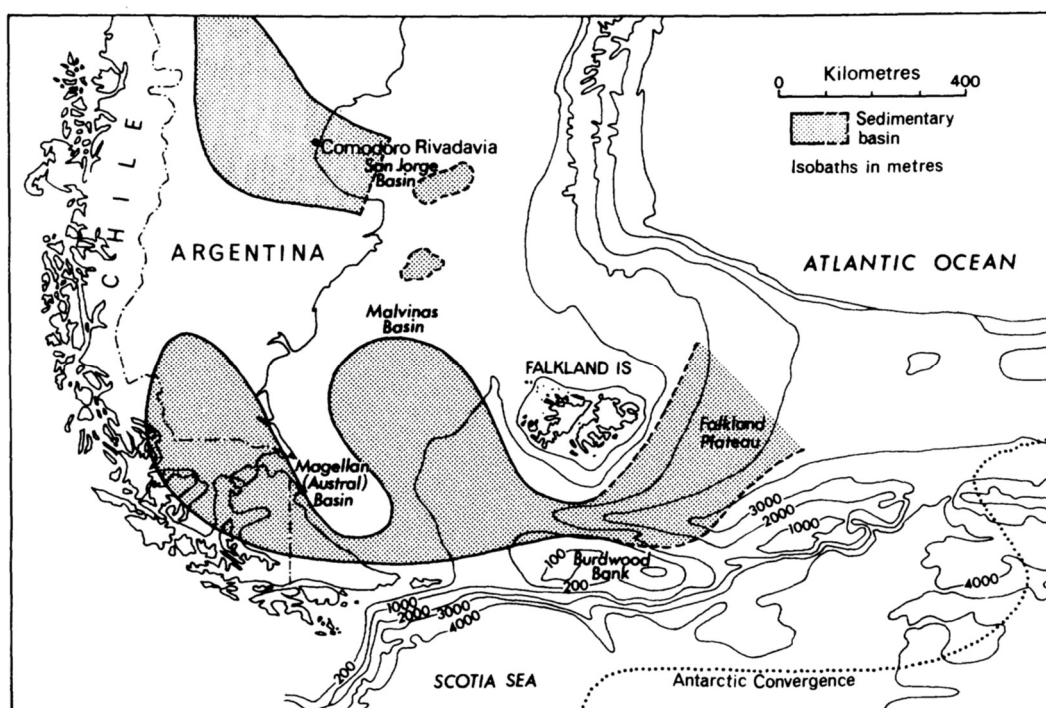 Kilometres
0 400
Sedimentary
basin
Isobaths in metres
CHILE
Comodoro Rivadavia
San Jorge
Basin
ARGENTINA
ATLANTIC OCEAN
Malvinas
Basin
FALKLAND IS
Falkland
Plateau
Magellan
(Austral)
Basin
3000
2000
1000
100
Burdwood
Bank
200
4000
1000
2000 3000
4000
200
SCOTIA SEA
Antarctic Convergence